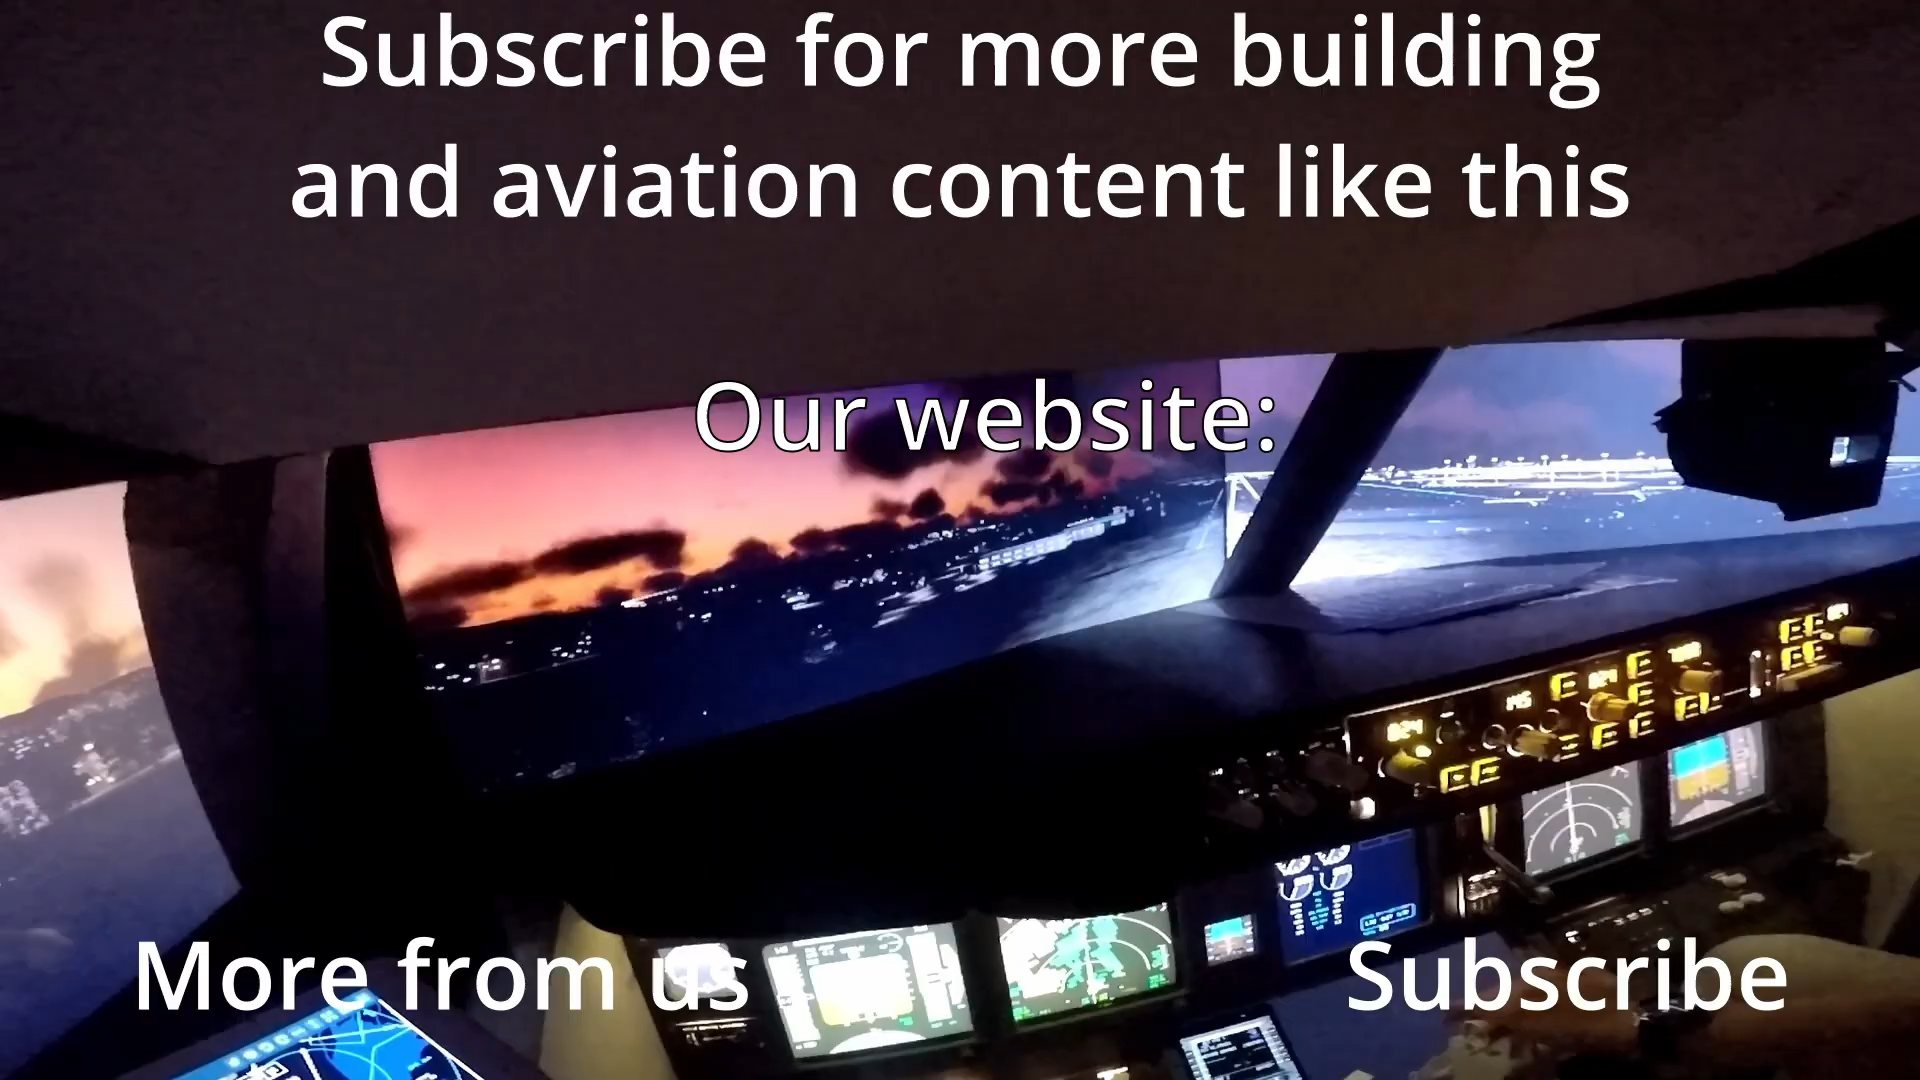 Subscribe for more building
and aviation content like this
Our website:
More from us
Subscribe